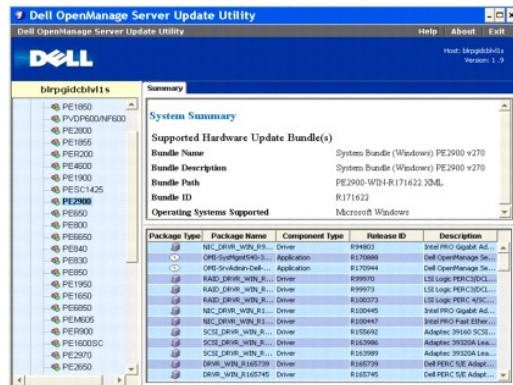 Dell OpenManage Server Update Utility
Dell OpenManage Server Update Utility Help About Exit
DELL
Host: blrpgidcblvl1s
Version: 1 .9
blrpgidcblvl1s
Summary
PE1850
PVDP600/NF600
PE2800
PE1855
PER200
PE4600
PE1900
PESC1425
PE2900
PE650
PE800
PE6650
PE840
PE830
PE850
PE1950
PE1650
PE6850
PEM605
PER900
PE1600SC
PE2970
PE2650
System Summary
Supported Hardware Update Bundle(s)
Bundle Name System Bundle (Windows) PE2900 v270
Bundle Description System Bundle (Windows) PE2900 v270
Bundle Path PE2900-WIN-R171622.XML
Bundle ID R171622
Operating Systems Supported Microsoft Windows
Package Type Package Name Component Type Release ID Description
NIC_DRVR_WIN_R9... Driver R94803 Intel PRO Gigabit Ad...
OMI-SysMgmt540-3... Application R170888 Dell OpenManage Se...
OMI-SrvAdmin-Dell-... Application R170944 Dell OpenManage Se...
RAID_DRVR_WIN_R... Driver R99970 LSI Logic PERC3/DCL...
RAID_DRVR_WIN_R... Driver R99973 LSI Logic PERC3/DCL...
RAID_DRVR_WIN_R... Driver R100373 LSI Logic PERC 4/SC...
NIC_DRVR_WIN_R1... Driver R100445 Intel PRO Gigabit Ad...
NIC_DRVR_WIN_R1... Driver R100447 Intel PRO Fast Ether...
SCSI_DRVR_WIN_R... Driver R155692 Adaptec 39160 SCSI...
SCSI_DRVR_WIN_R... Driver R163986 Adaptec 39320A Lea...
SCSI_DRVR_WIN_R... Driver R163989 Adaptec 39320A Lea...
DRVR_WIN_R165739 Driver R165739 Dell PERC 5/E Adapt...
DRVR_WIN_R165745 Driver R165745 Dell PERC 5/E Adapt...